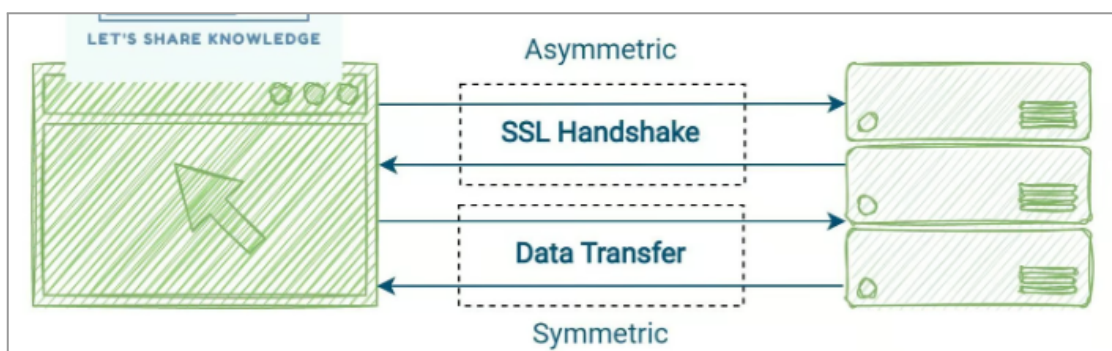 LET'S SHARE KNOWLEDGE
Asymmetric
SSL Handshake
Data Transfer
Symmetric